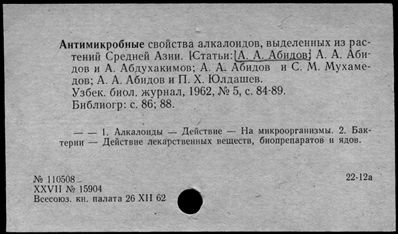 Антимикробные свойства алкалоидов, выделенных из рас-
тений Средней Азии. [Статьи: А. А. Абидов; А. А. Аби-
дов и А. Абдухакимов; А. А. Абидов и С. М. Мухаме-
дов; А. А. Абидов и П. Х. Юлдашев.
Узбек. биол. журнал, 1962, № 5, с. 84-89.
Библиогр: с. 86; 88.
— — 1. Алкалоиды — Действие — На микроорганизмы. 2. Бак-
терии — Действие лекарственных веществ, биопрепаратов и ядов.
№ 110508
22-12а
XXVII № 15904
Всесоюз. кн. палата 26 XII 62